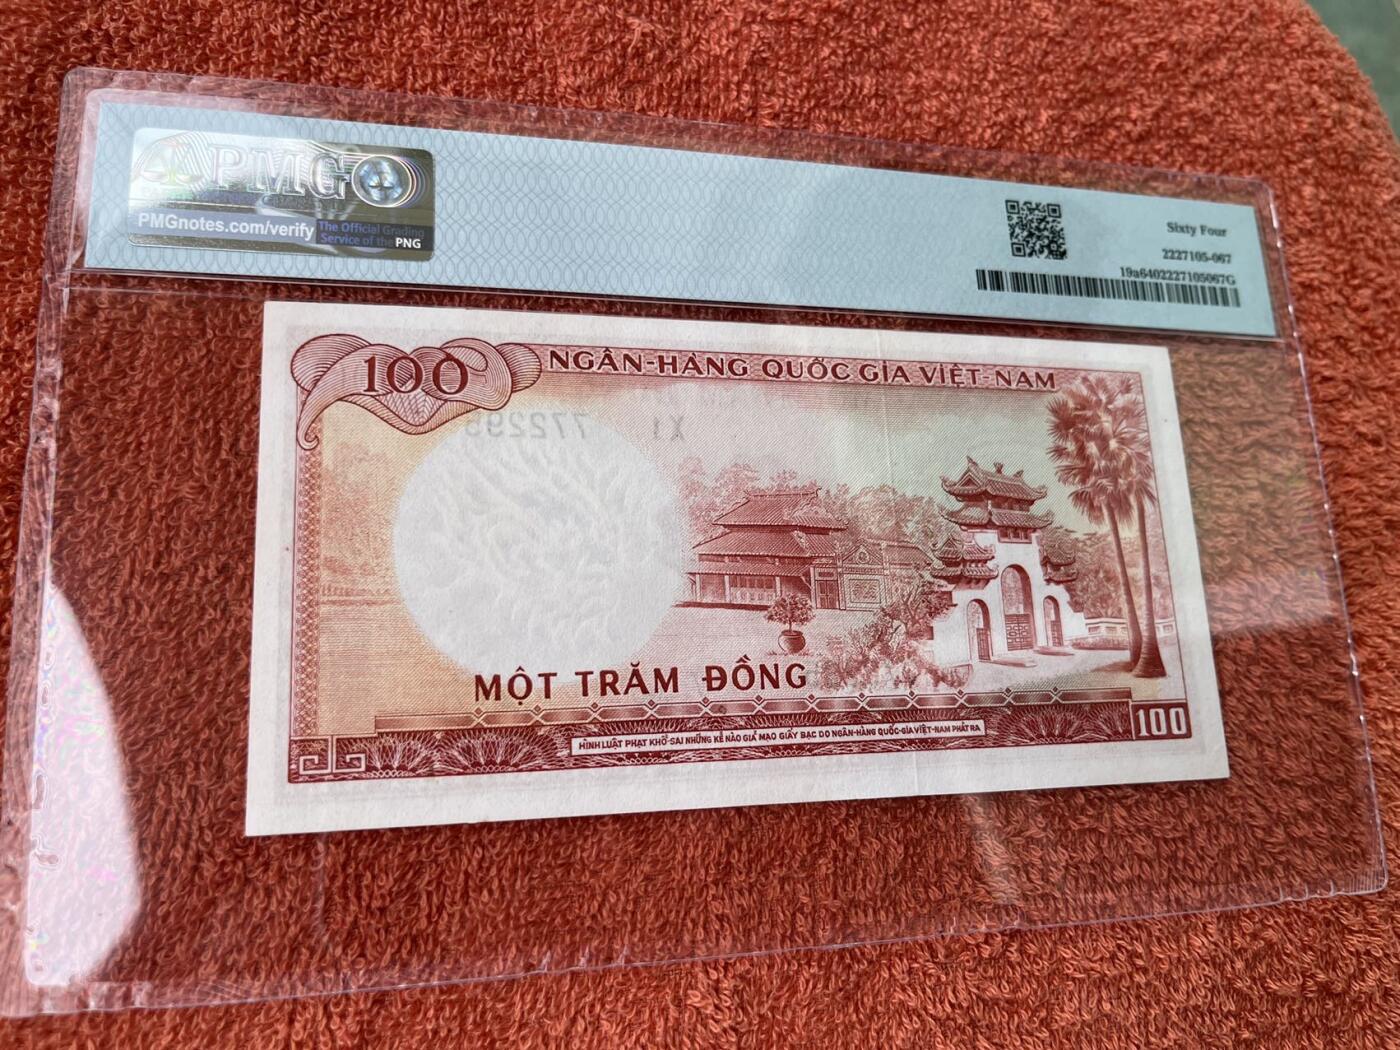 PMG
PMGnotes.com/verify
The Official Grading
Service of the PNG
Sixty Four
2227105-067
19a6402227105067G
100
NGÂN-HÀNG QUỐC GIA VIỆT-NAM
X1 772295
MỘT TRĂM ĐỒNG
HÌNH LUẬT PHẠT KHỔ-SAI NHỮNG KẺ NÀO GIẢ MẠO GIẤY BẠC DO NGÂN-HÀNG QUỐC-GIA VIỆT-NAM PHÁT RA
100